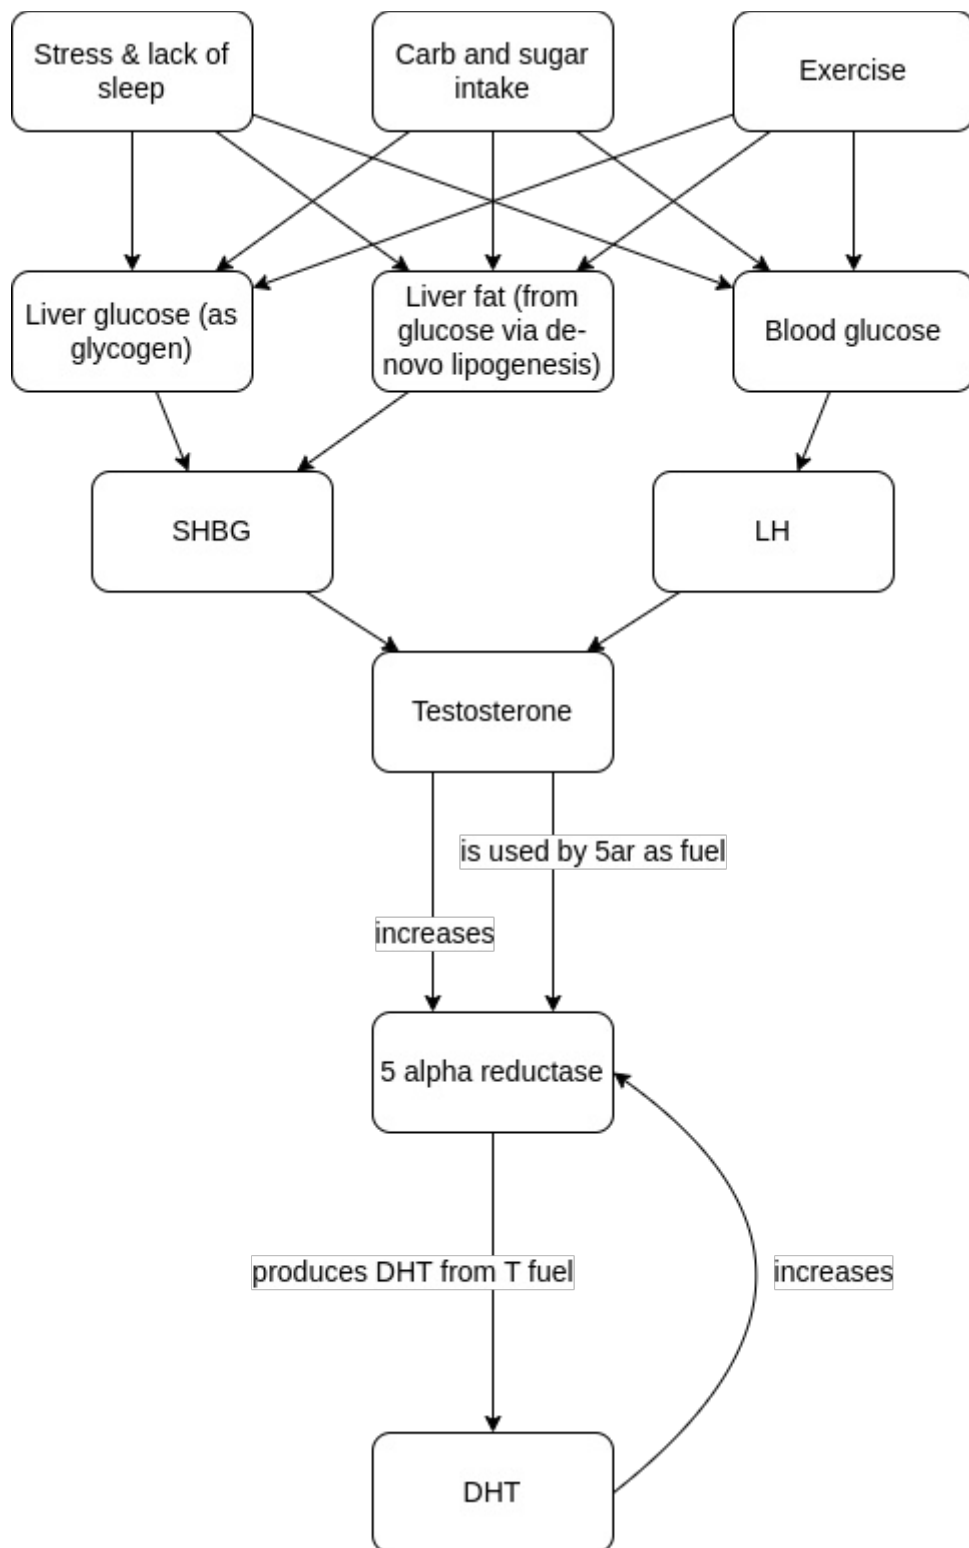 Stress & lack of
sleep
Carb and sugar
intake
Exercise
Liver glucose (as
glycogen)
Liver fat (from
glucose via de-
novo lipogenesis)
Blood glucose
SHBG
LH
Testosterone
is used by 5ar as fuel
increases
5 alpha reductase
produces DHT from T fuel
increases
DHT